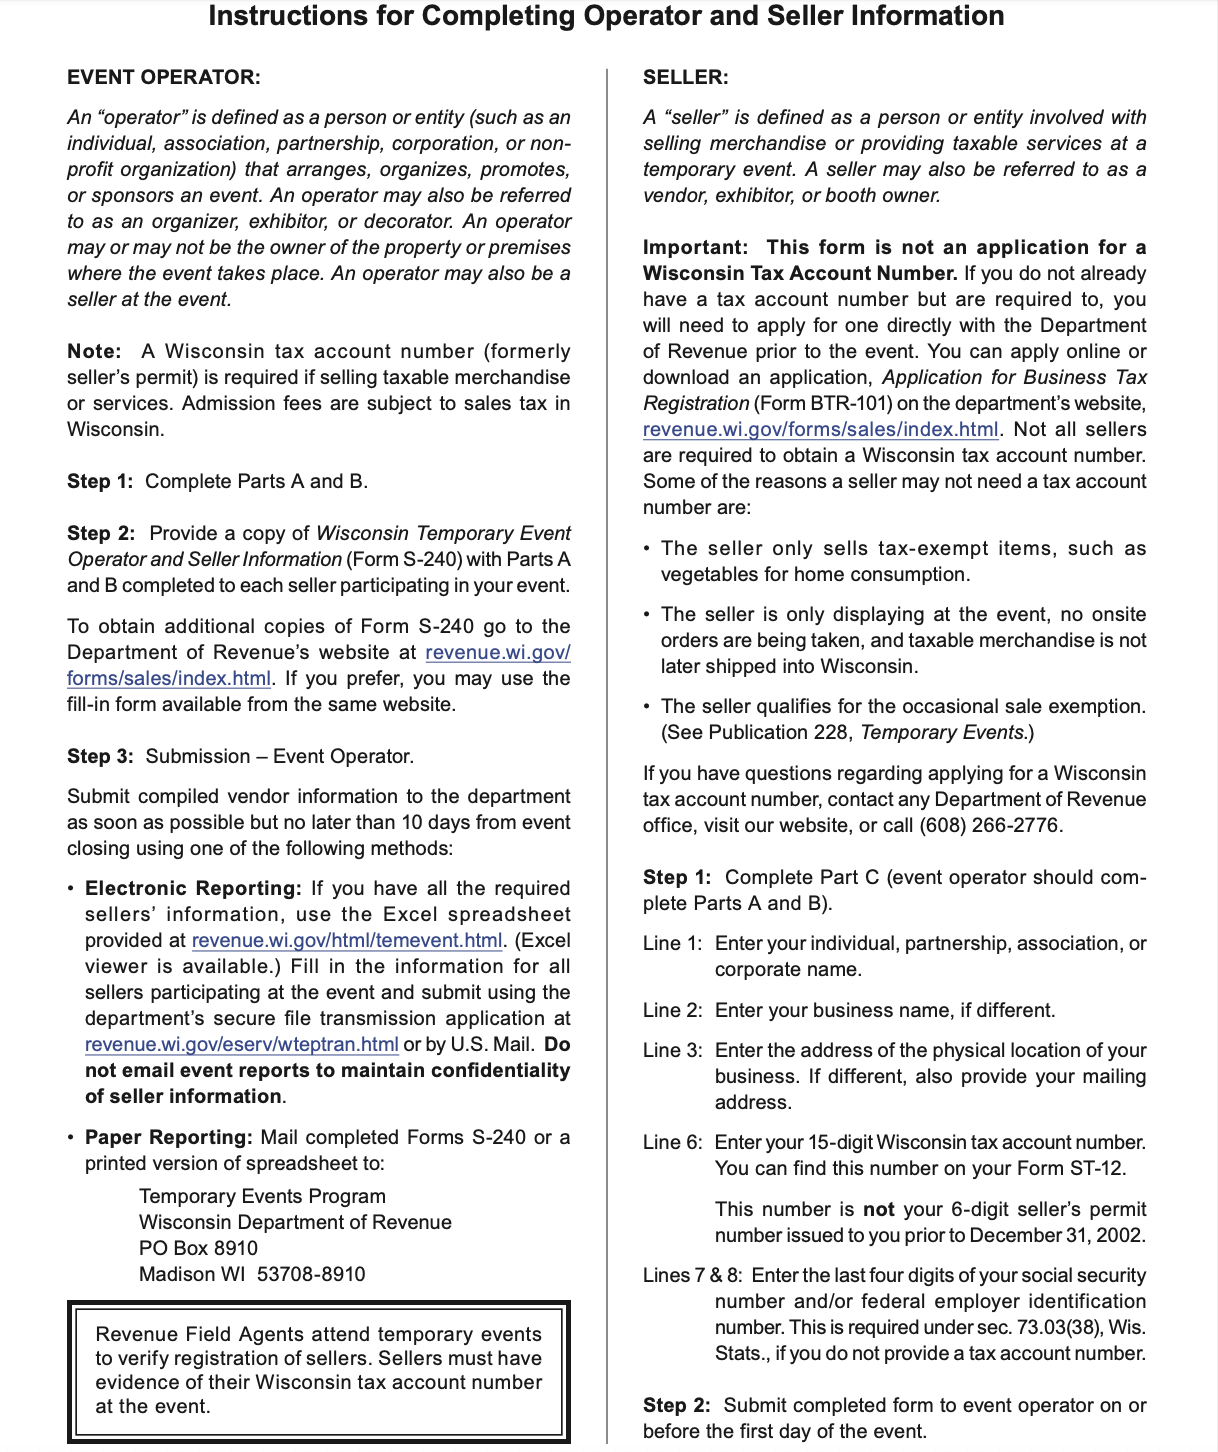 Instructions for Completing Operator and Seller Information
EVENT OPERATOR:
An “operator” is defined as a person or entity (such as an
individual, association, partnership, corporation, or non-
profit organization) that arranges, organizes, promotes,
or sponsors an event. An operator may also be referred
to as an organizer, exhibitor, or decorator. An operator
may or may not be the owner of the property or premises
where the event takes place. An operator may also be a
seller at the event.
Note: A Wisconsin tax account number (formerly
seller’s permit) is required if selling taxable merchandise
or services. Admission fees are subject to sales tax in
Wisconsin.
Step 1: Complete Parts A and B.
Step 2: Provide a copy of Wisconsin Temporary Event
Operator and Seller Information (Form S-240) with Parts A
and B completed to each seller participating in your event.
To obtain additional copies of Form S-240 go to the
Department of Revenue’s website at revenue.wi.gov/
forms/sales/index.html. If you prefer, you may use the
fill-in form available from the same website.
Step 3: Submission – Event Operator.
Submit compiled vendor information to the department
as soon as possible but no later than 10 days from event
closing using one of the following methods:
• Electronic Reporting: If you have all the required
sellers’ information, use the Excel spreadsheet
provided at revenue.wi.gov/html/temevent.html. (Excel
viewer is available.) Fill in the information for all
sellers participating at the event and submit using the
department’s secure file transmission application at
revenue.wi.gov/eserv/wteptran.html or by U.S. Mail. Do
not email event reports to maintain confidentiality
of seller information.
• Paper Reporting: Mail completed Forms S-240 or a
printed version of spreadsheet to:
Temporary Events Program
Wisconsin Department of Revenue
PO Box 8910
Madison WI 53708-8910
Revenue Field Agents attend temporary events
to verify registration of sellers. Sellers must have
evidence of their Wisconsin tax account number
at the event.
SELLER:
A “seller” is defined as a person or entity involved with
selling merchandise or providing taxable services at a
temporary event. A seller may also be referred to as a
vendor, exhibitor, or booth owner.
Important: This form is not an application for a
Wisconsin Tax Account Number. If you do not already
have a tax account number but are required to, you
will need to apply for one directly with the Department
of Revenue prior to the event. You can apply online or
download an application, Application for Business Tax
Registration (Form BTR-101) on the department’s website,
revenue.wi.gov/forms/sales/index.html. Not all sellers
are required to obtain a Wisconsin tax account number.
Some of the reasons a seller may not need a tax account
number are:
• The seller only sells tax-exempt items, such as
vegetables for home consumption.
• The seller is only displaying at the event, no onsite
orders are being taken, and taxable merchandise is not
later shipped into Wisconsin.
• The seller qualifies for the occasional sale exemption.
(See Publication 228, Temporary Events.)
If you have questions regarding applying for a Wisconsin
tax account number, contact any Department of Revenue
office, visit our website, or call (608) 266-2776.
Step 1: Complete Part C (event operator should com-
plete Parts A and B).
Line 1: Enter your individual, partnership, association, or
corporate name.
Line 2: Enter your business name, if different.
Line 3: Enter the address of the physical location of your
business. If different, also provide your mailing
address.
Line 6: Enter your 15-digit Wisconsin tax account number.
You can find this number on your Form ST-12.
This number is not your 6-digit seller’s permit
number issued to you prior to December 31, 2002.
Lines 7 & 8: Enter the last four digits of your social security
number and/or federal employer identification
number. This is required under sec. 73.03(38), Wis.
Stats., if you do not provide a tax account number.
Step 2: Submit completed form to event operator on or
before the first day of the event.